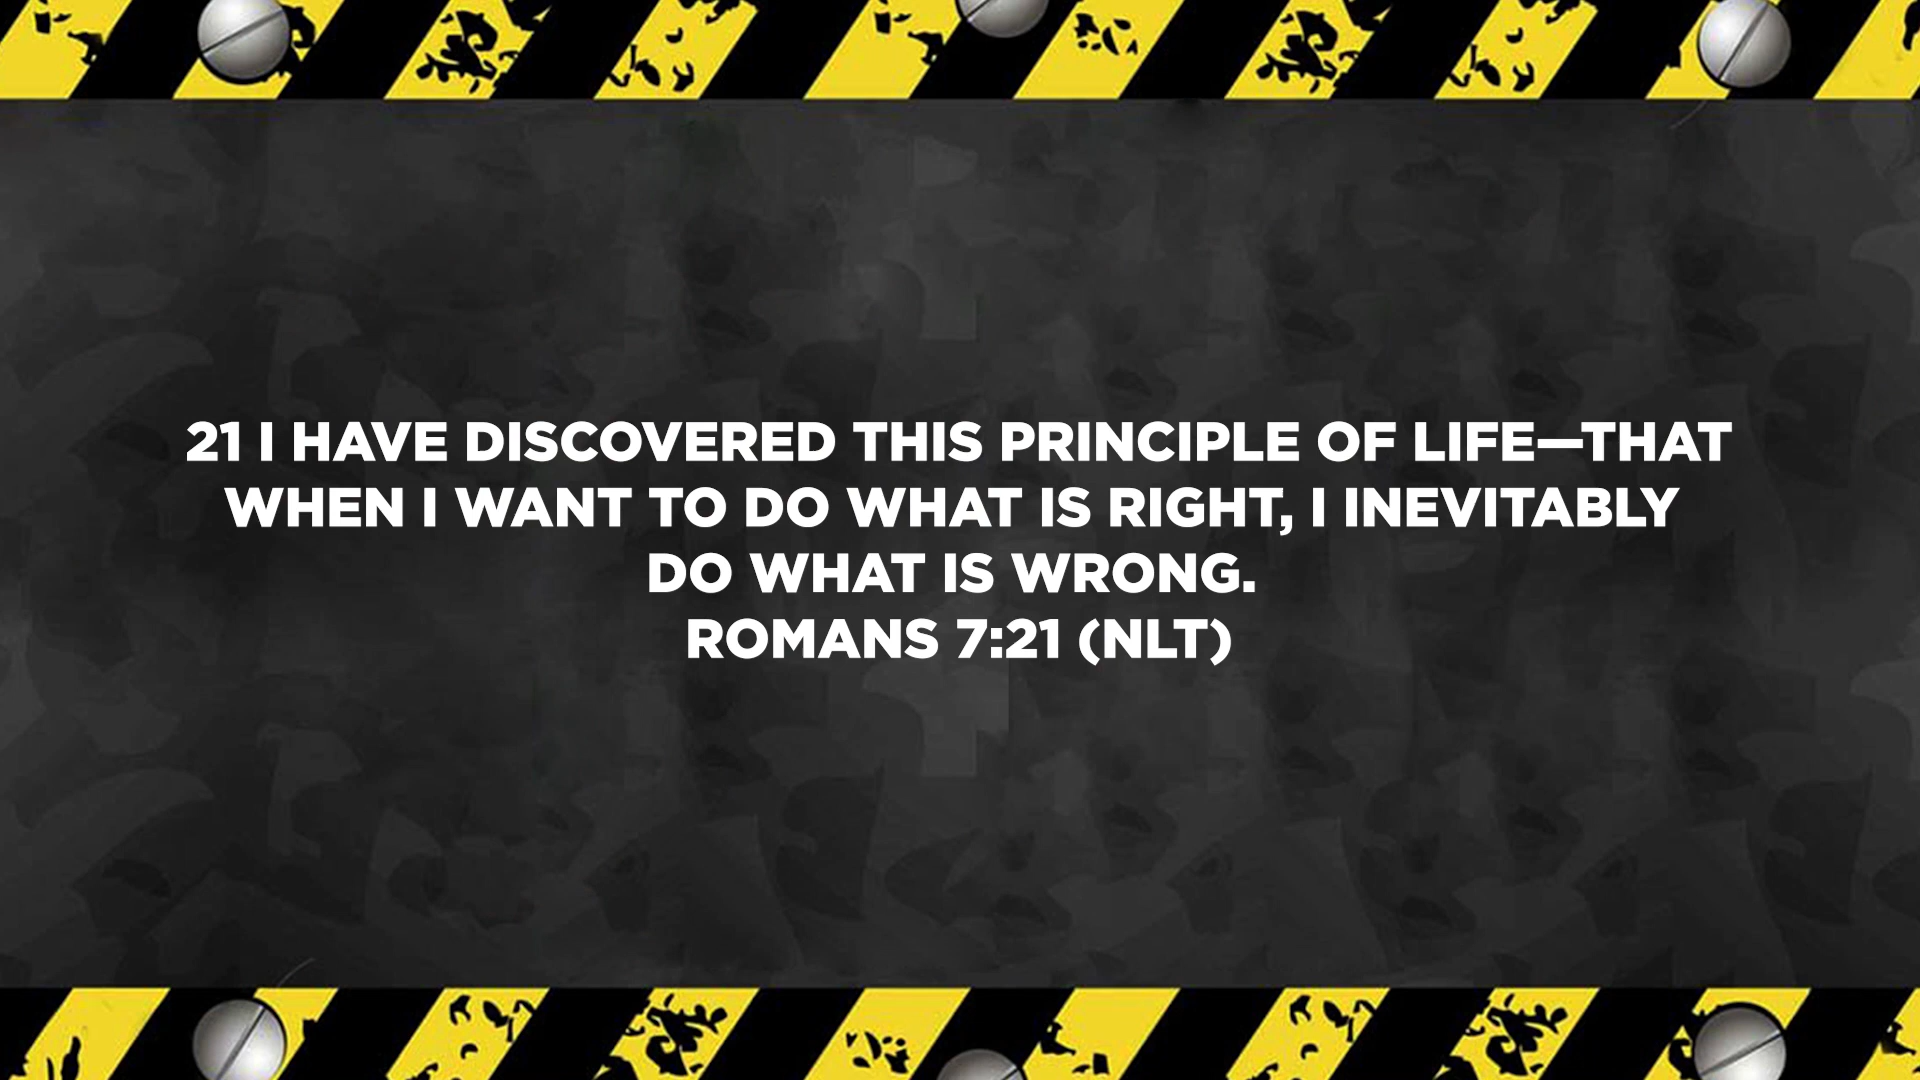 21 I HAVE DISCOVERED THIS PRINCIPLE OF LIFE—THAT
WHEN I WANT TO DO WHAT IS RIGHT, I INEVITABLY
DO WHAT IS WRONG.
ROMANS 7:21 (NLT)